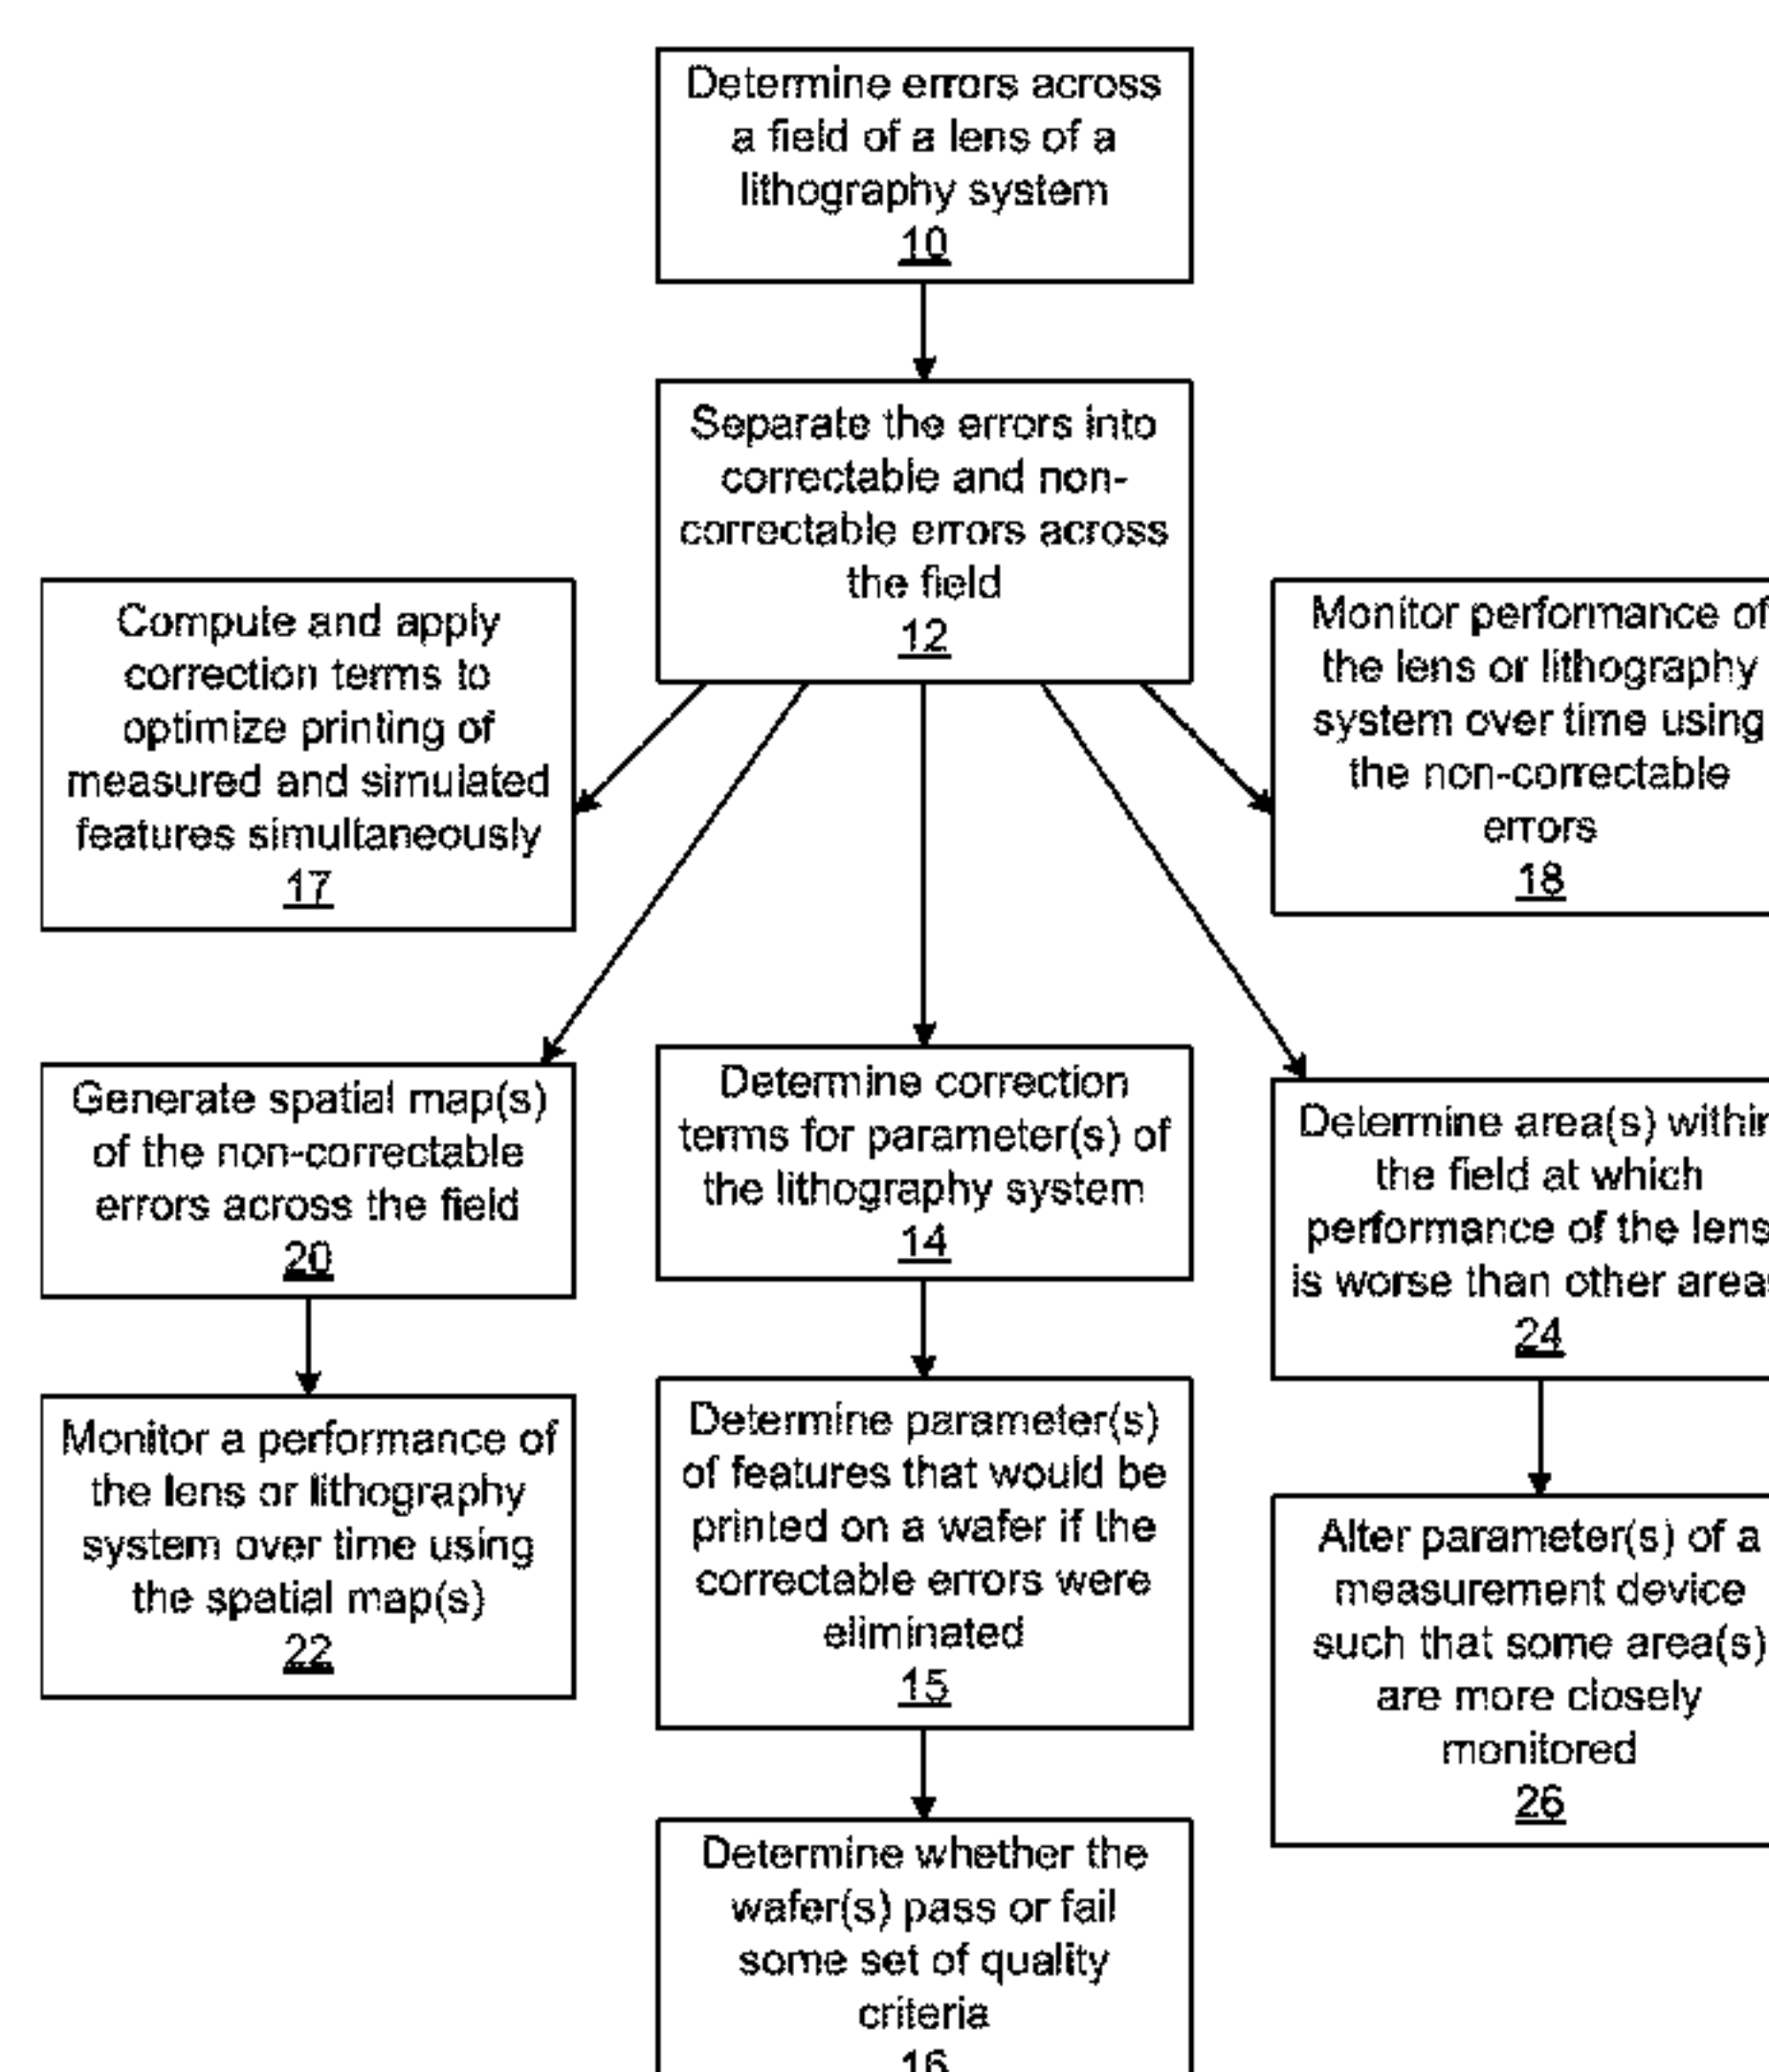 Determine errors across
a field of a lens of a
lithography system
10
Separate the errors into
correctable and non-
correctable errors across
the field
12
Compute and apply
correction terms to
optimize printing of
measured and simulated
features simultaneously
17
Monitor performance of
the lens or lithography
system over time using
the non-correctable
errors
18
Generate spatial map(s)
of the non-correctable
errors across the field
20
Determine correction
terms for parameter(s) of
the lithography system
14
Determine area(s) within
the field at which
performance of the lens
is worse than other areas
24
Monitor a performance of
the lens or lithography
system over time using
the spatial map(s)
22
Determine parameter(s)
of features that would be
printed on a wafer if the
correctable errors were
eliminated
15
Alter parameter(s) of a
measurement device
such that some area(s)
are more closely
monitored
26
Determine whether the
wafer(s) pass or fail
some set of quality
criteria
16